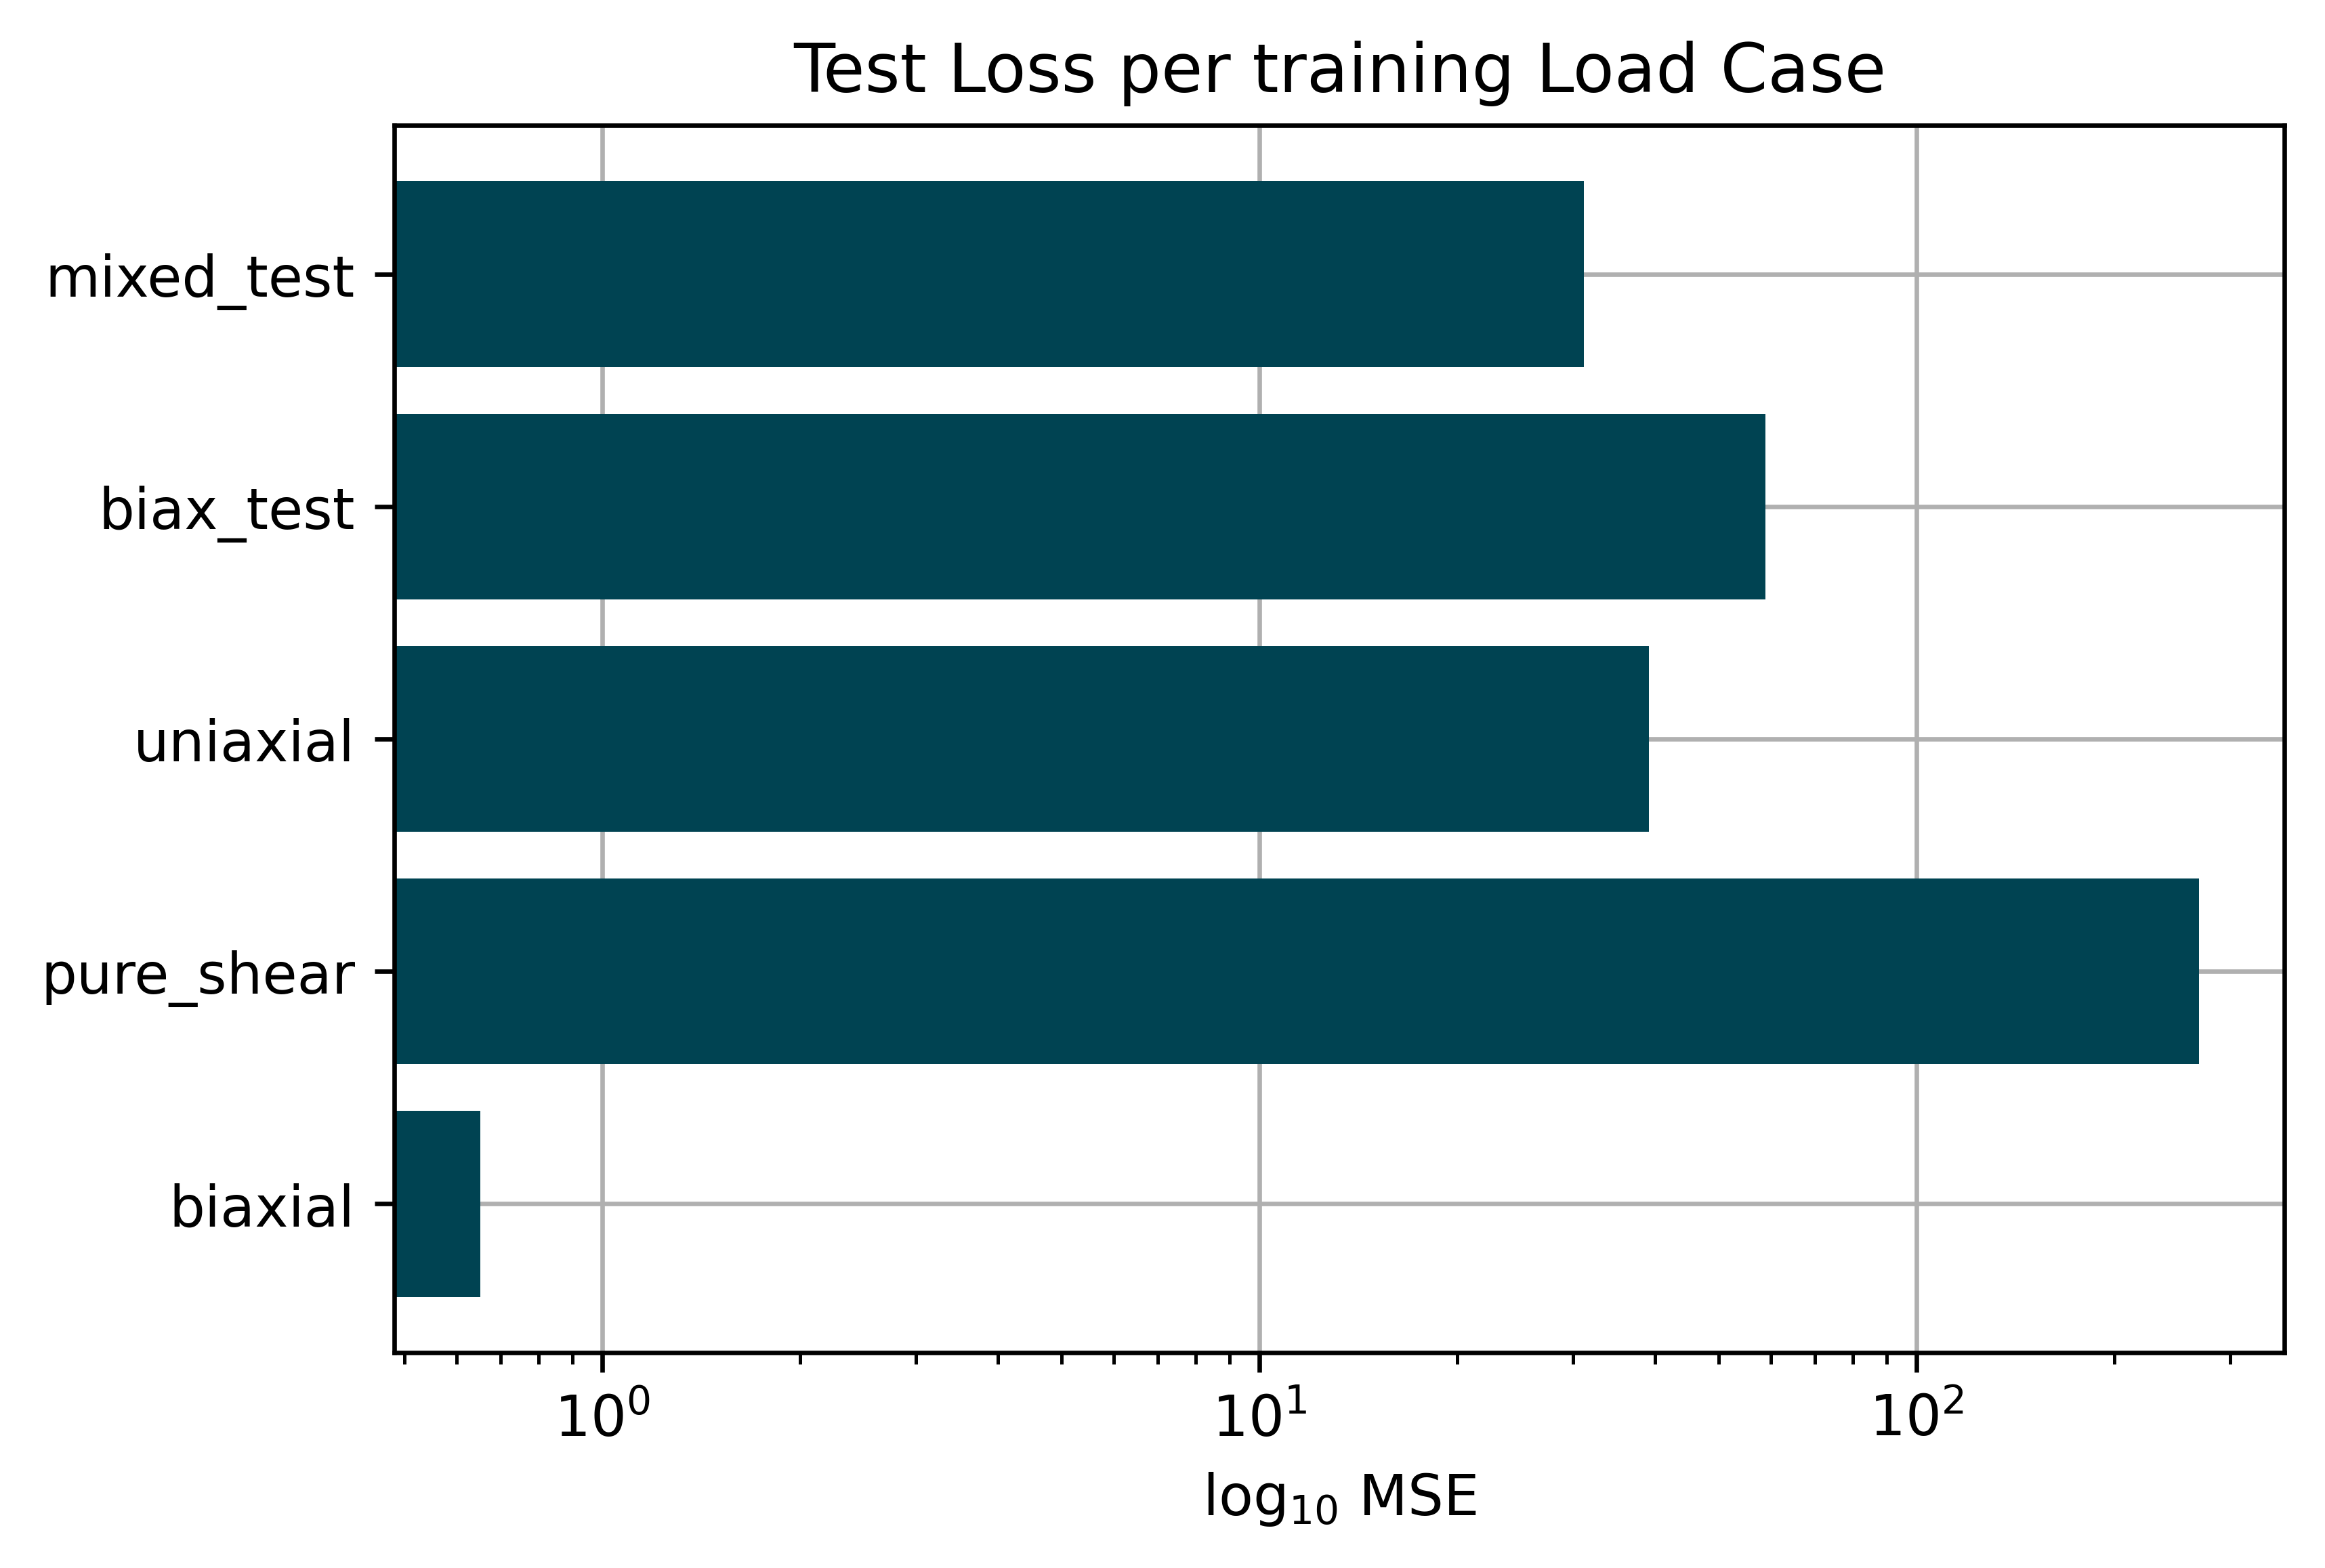 Test Loss per training Load Case
mixed_test
biax_test
uniaxial
pure_shear
biaxial
10⁰ 10¹ 10²
log₁₀ MSE